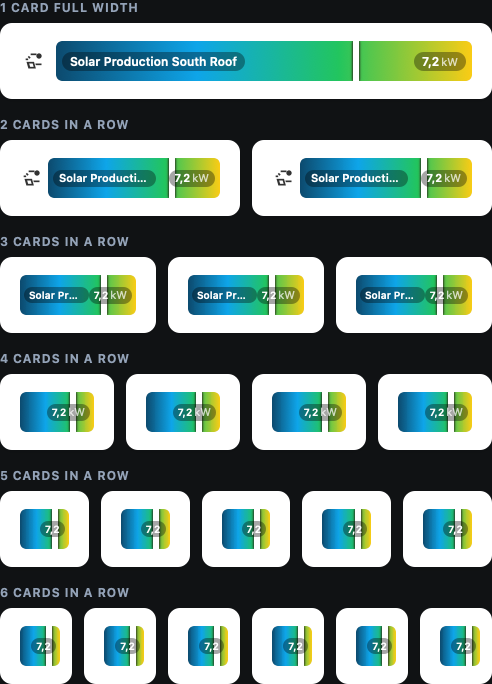 1 CARD FULL WIDTH
Solar Production South Roof 7,2 kW
2 CARDS IN A ROW
Solar Producti... 7,2 kW Solar Producti... 7,2 kW
3 CARDS IN A ROW
Solar Pr... 7,2 kW Solar Pr... 7,2 kW Solar Pr... 7,2 kW
4 CARDS IN A ROW
7,2 kW 7,2 kW 7,2 kW 7,2 kW
5 CARDS IN A ROW
7,2 7,2 7,2 7,2 7,2
6 CARDS IN A ROW
7,2 7,2 7,2 7,2 7,2 7,2